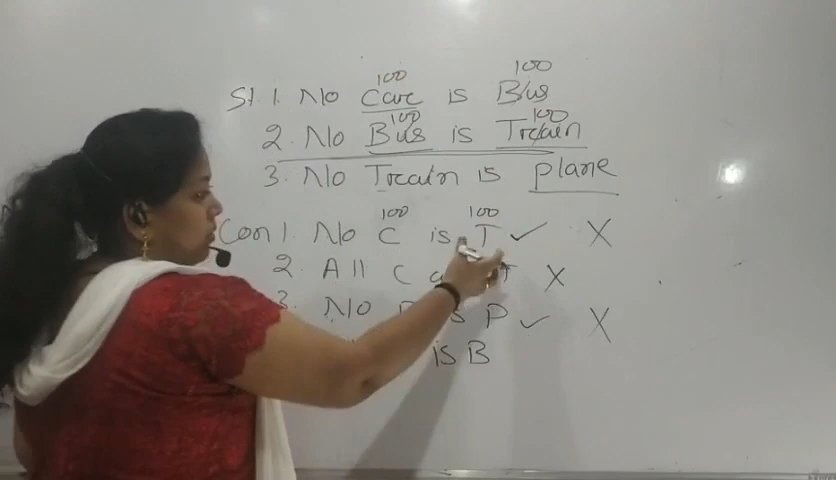 100 100
St. 1. No Car is Bus
100 100
2. No Bus is Train
3. No Train is plane
100 100
Con 1. No C is T ✓ X
2. All C T X
3. No is P ✓ X
is B